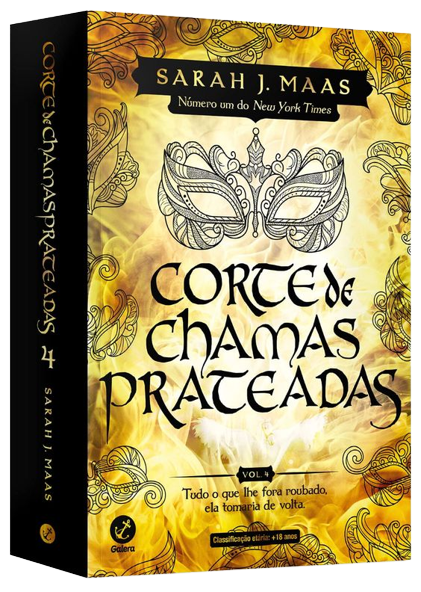 SARAH J. MAAS
Número um do New York Times
CORTE de
CHAMAS
PRATEADAS
VOL. 4
Tudo o que lhe fora roubado,
ela tomaria de volta.
Classificação etária: +18 anos
Galera
CORTE de CHAMAS PRATEADAS
4
SARAH J. MAAS